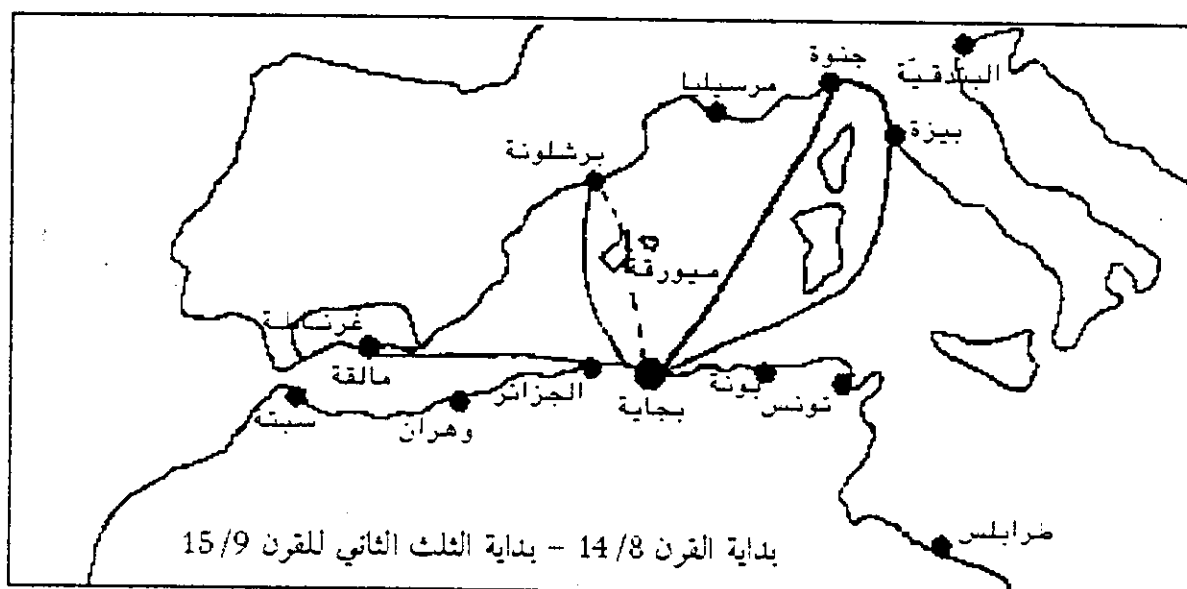 البندقية
جنوة
مرسيليا
بيزة
برشلونة
ميورقة
غرناطة
مالقة
الجزائر
بجاية
بونة
تونس
سبتة
وهران
طرابلس
بداية القرن 14/8 – بداية الثلث الثاني للقرن 15/9